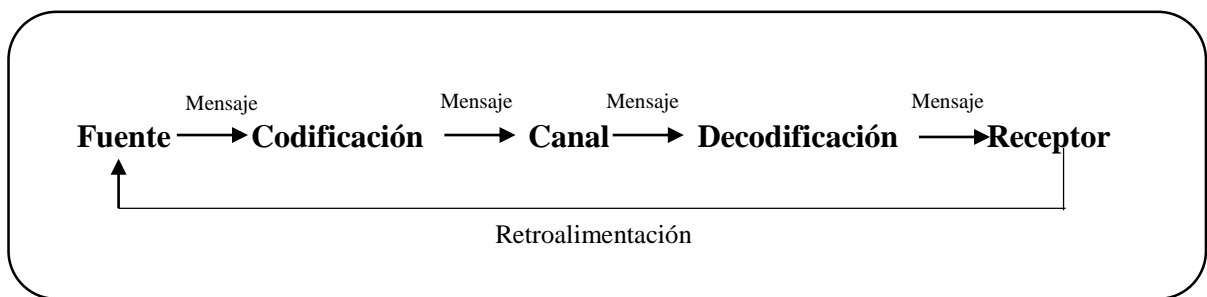 Mensaje Mensaje Mensaje Mensaje
Fuente Codificación Canal Decodificación Receptor
Retroalimentación